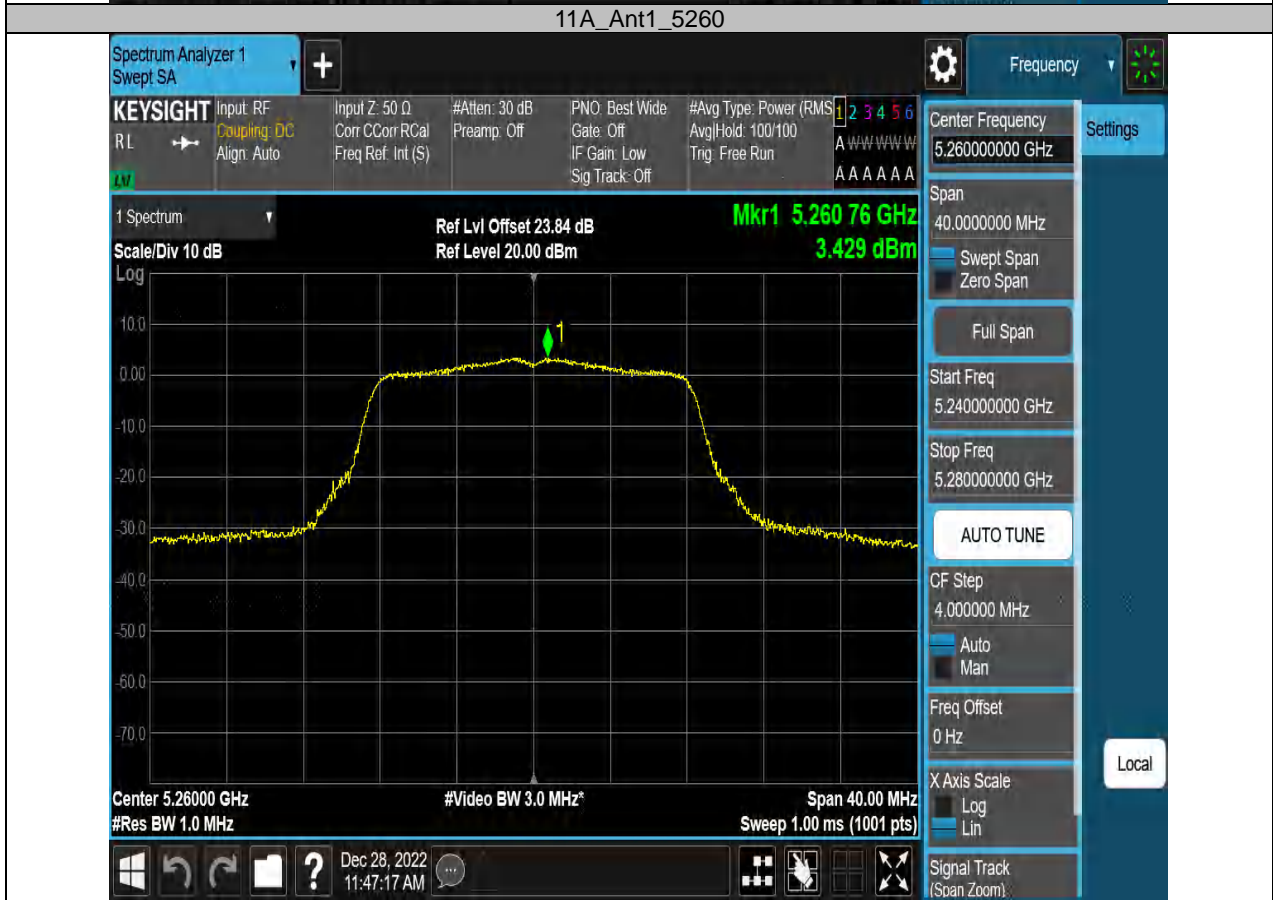 11A_Ant1_5260
Spectrum Analyzer 1
Swept SA
Frequency
KEYSIGHT
RL
LXI
Input: RF
Coupling: DC
Align: Auto
Input Z: 50 Ω
Corr CCorr RCal
Freq Ref: Int (S)
#Atten: 30 dB
Preamp: Off
PNO: Best Wide
Gate: Off
IF Gain: Low
Sig Track: Off
#Avg Type: Power (RMS
Avg|Hold: 100/100
Trig: Free Run
1 2 3 4 5 6
A W W W W W
A A A A A A
1 Spectrum
Scale/Div 10 dB
Log
Ref Lvl Offset 23.84 dB
Ref Level 20.00 dBm
Mkr1 5.260 76 GHz
3.429 dBm
1
10.0
0.00
-10.0
-20.0
-30.0
-40.0
-50.0
-60.0
-70.0
Center 5.26000 GHz
#Video BW 3.0 MHz*
Span 40.00 MHz
#Res BW 1.0 MHz
Sweep 1.00 ms (1001 pts)
Center Frequency
5.260000000 GHz
Settings
Span
40.0000000 MHz
Swept Span
Zero Span
Full Span
Start Freq
5.240000000 GHz
Stop Freq
5.280000000 GHz
AUTO TUNE
CF Step
4.000000 MHz
Auto
Man
Freq Offset
0 Hz
X Axis Scale
Log
Lin
Local
Signal Track
(Span Zoom)
?
Dec 28, 2022
11:47:17 AM